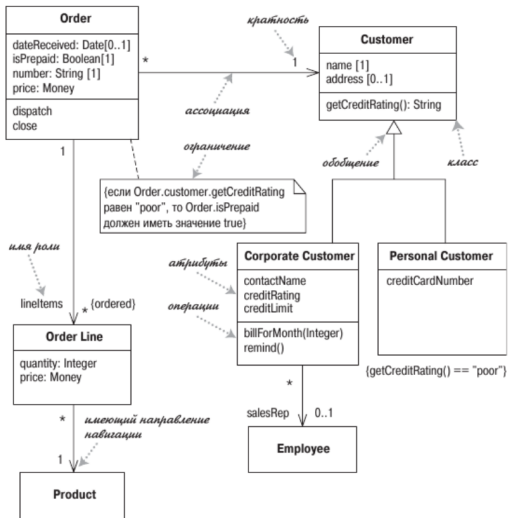 Order
dateReceived: Date[0..1]
isPrepaid: Boolean[1]
number: String [1]
price: Money
dispatch
close
*
1
кратность
ассоциация
Customer
name [1]
address [0..1]
getCreditRating(): String
1
ограничение
обобщение
класс
{если Order.customer.getCreditRating
равен "poor", то Order.isPrepaid
должен иметь значение true}
имя роли
lineItems
* {ordered}
атрибуты
операции
Corporate Customer
contactName
creditRating
creditLimit
billForMonth(Integer)
remind()
Personal Customer
creditCardNumber
{getCreditRating() == "poor"}
Order Line
quantity: Integer
price: Money
*
имеющий направление
навигации
1
Product
*
salesRep
0..1
Employee